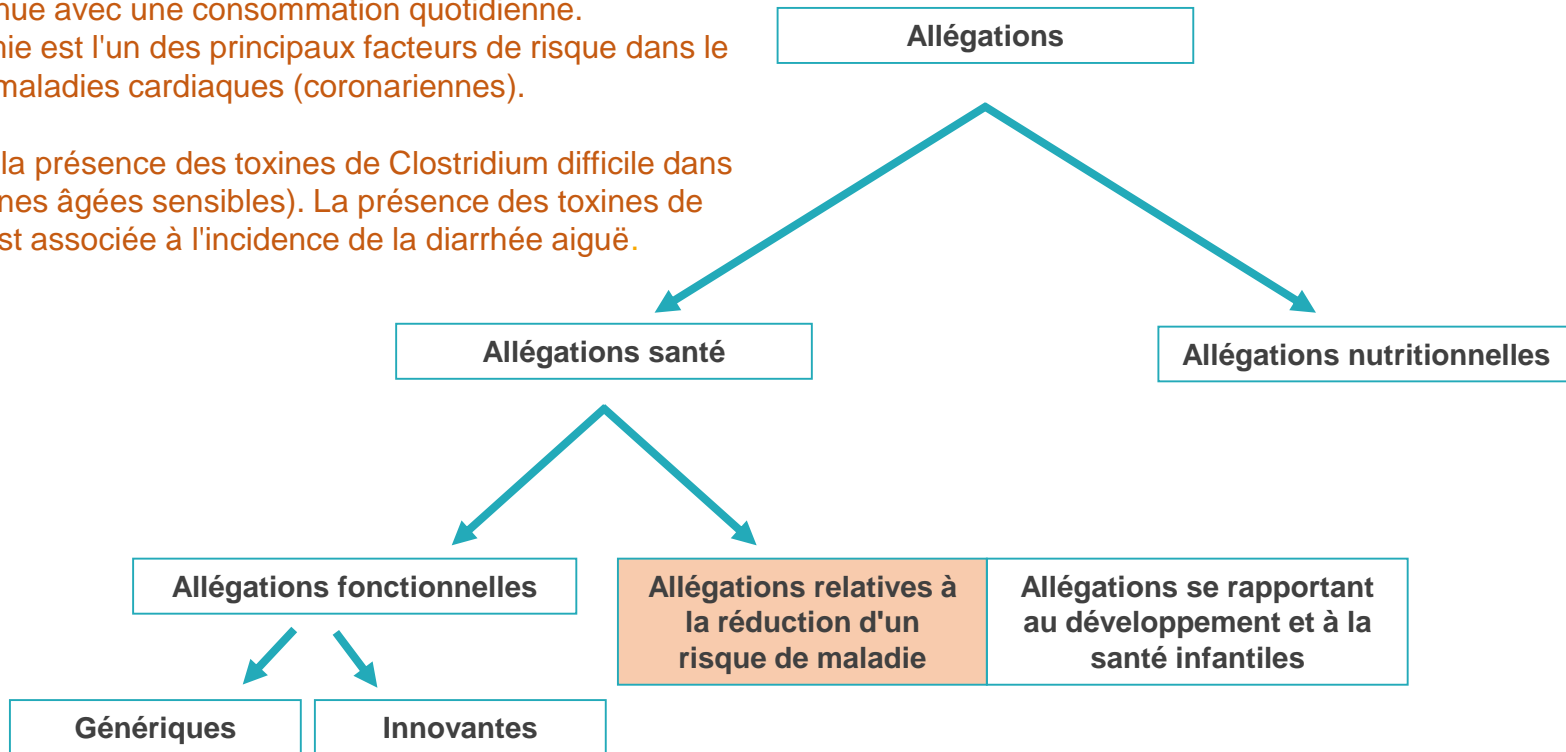 nue avec une consommation quotidienne.
nie est l'un des principaux facteurs de risque dans le
maladies cardiaques (coronariennes).
la présence des toxines de Clostridium difficile dans
nes âgées sensibles). La présence des toxines de
st associée à l'incidence de la diarrhée aiguë.
Allégations
Allégations santé
Allégations nutritionnelles
Allégations fonctionnelles
Allégations relatives à
la réduction d'un
risque de maladie
Allégations se rapportant
au développement et à la
santé infantiles
Génériques
Innovantes